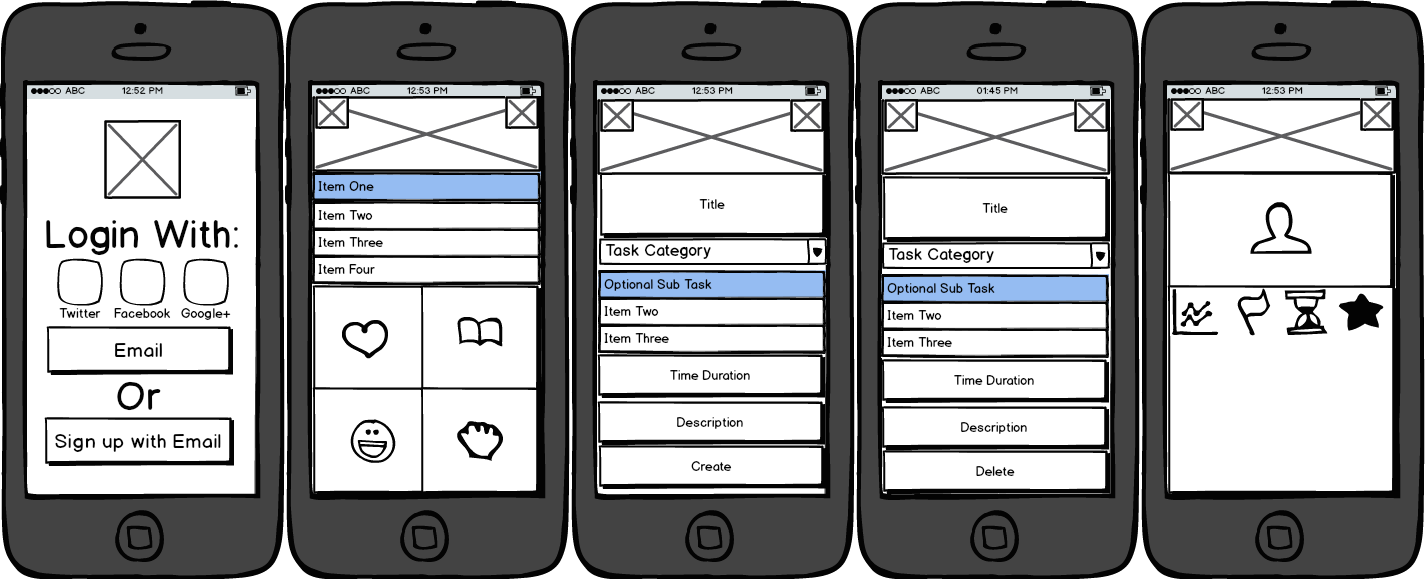 ABC 12:52 PM
Login With:
Twitter Facebook Google+
Email
Or
Sign up with Email
ABC 12:53 PM
Item One
Item Two
Item Three
Item Four
ABC 12:53 PM
Title
Task Category
Optional Sub Task
Item Two
Item Three
Time Duration
Description
Create
ABC 01:45 PM
Title
Task Category
Optional Sub Task
Item Two
Item Three
Time Duration
Description
Delete
ABC 12:53 PM